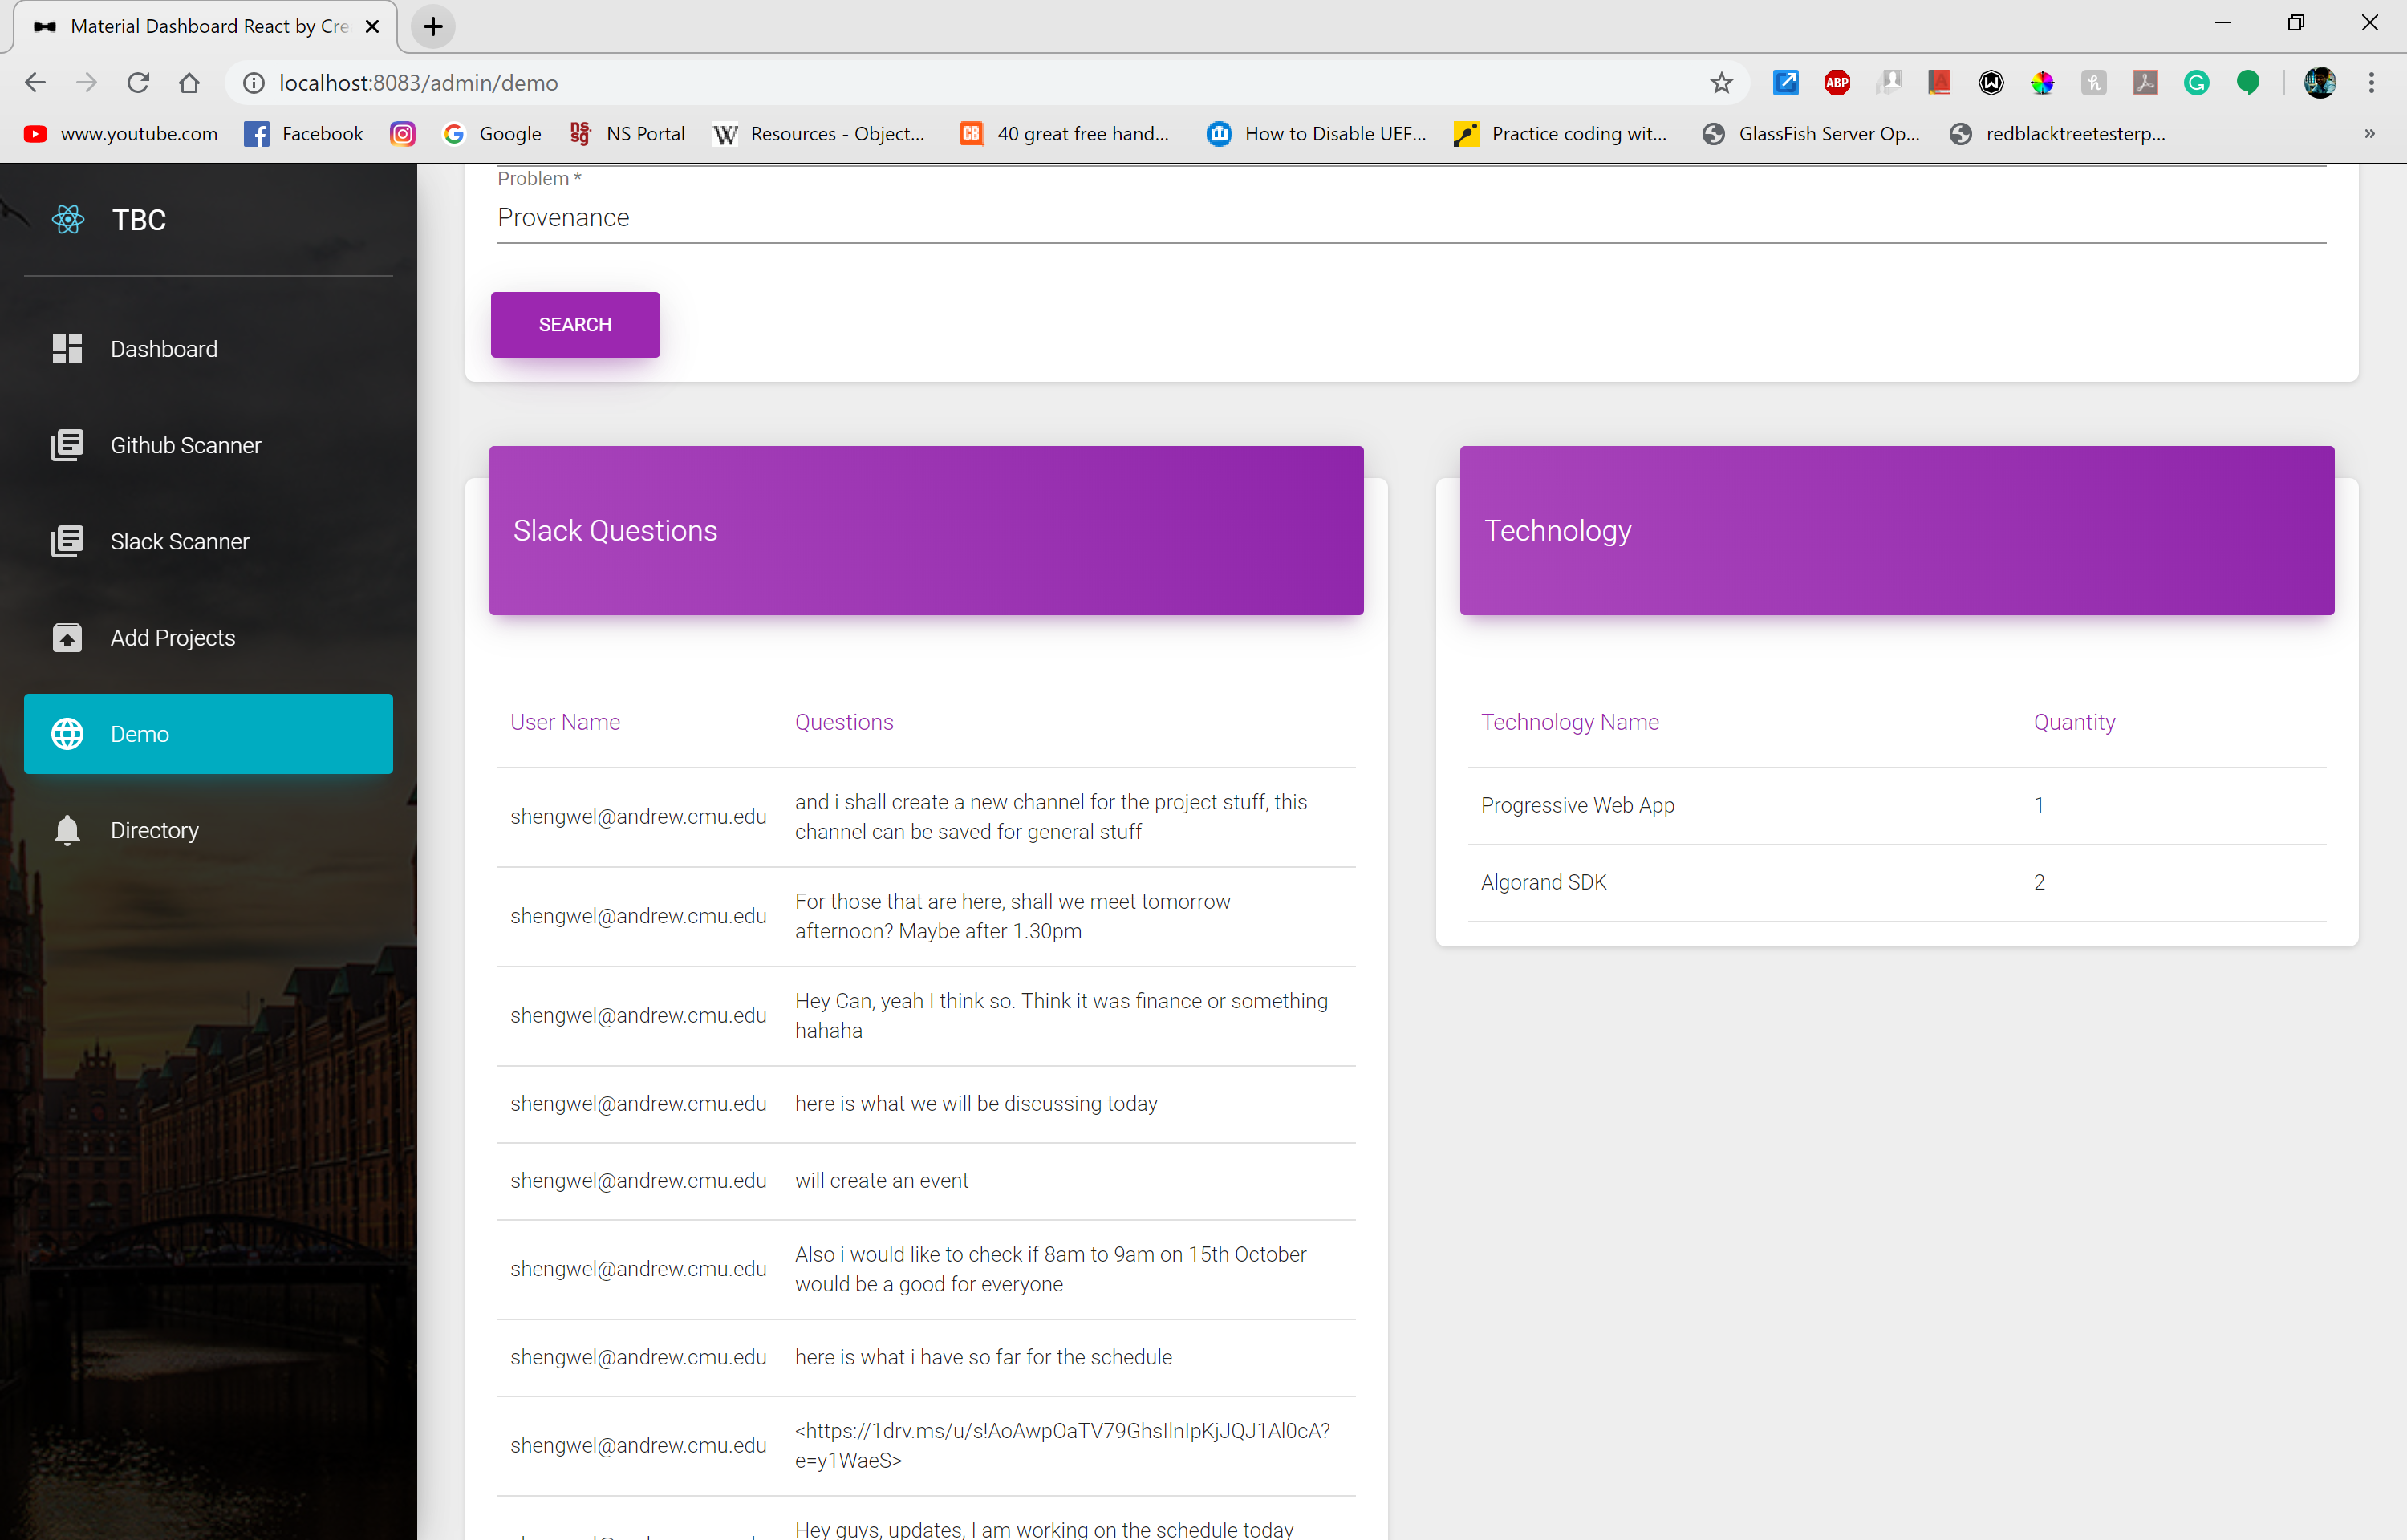 Material Dashboard React by Cre
localhost:8083/admin/demo
ABP
www.youtube.com
Facebook
Google
NS Portal
Resources - Object...
40 great free hand...
How to Disable UEF...
Practice coding wit...
GlassFish Server Op...
redblacktreetesterp...
»
TBC
Dashboard
Github Scanner
Slack Scanner
Add Projects
Demo
Directory
Problem *
Provenance
SEARCH
Slack Questions
User Name Questions
shengwel@andrew.cmu.edu
and i shall create a new channel for the project stuff, this
channel can be saved for general stuff
shengwel@andrew.cmu.edu
For those that are here, shall we meet tomorrow
afternoon? Maybe after 1.30pm
shengwel@andrew.cmu.edu
Hey Can, yeah I think so. Think it was finance or something
hahaha
shengwel@andrew.cmu.edu here is what we will be discussing today
shengwel@andrew.cmu.edu will create an event
shengwel@andrew.cmu.edu
Also i would like to check if 8am to 9am on 15th October
would be a good for everyone
shengwel@andrew.cmu.edu here is what i have so far for the schedule
shengwel@andrew.cmu.edu
e=y1WaeS>
Hey guys, updates, I am working on the schedule today
Technology
Technology Name Quantity
Progressive Web App 1
Algorand SDK 2